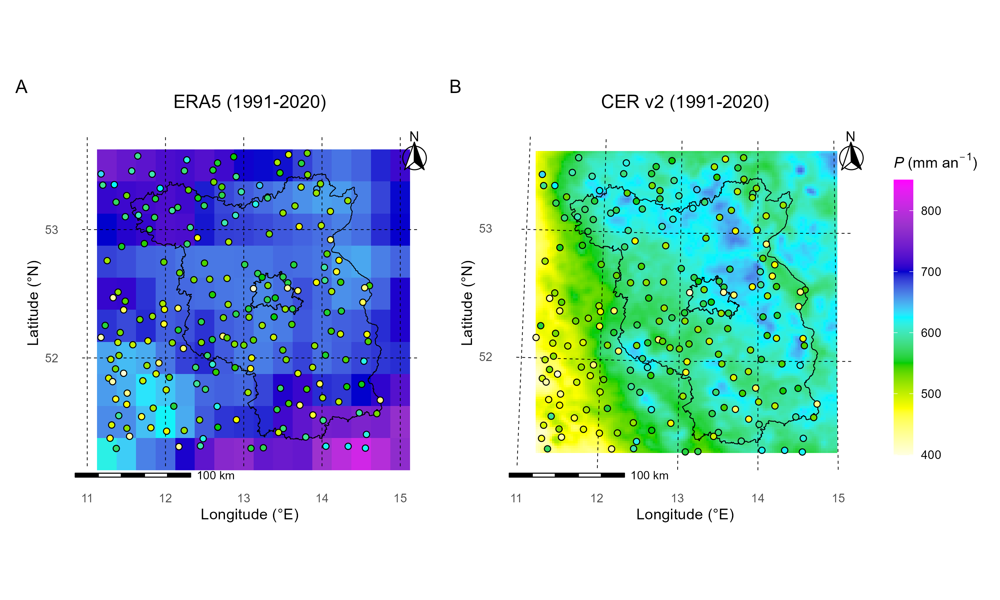 A
B
ERA5 (1991-2020)
CER v2 (1991-2020)
N
N
P (mm an⁻¹)
800
700
600
500
400
53
52
53
52
Latitude (°N)
Latitude (°N)
100 km
100 km
11
12
13
14
15
11
12
13
14
15
Longitude (°E)
Longitude (°E)